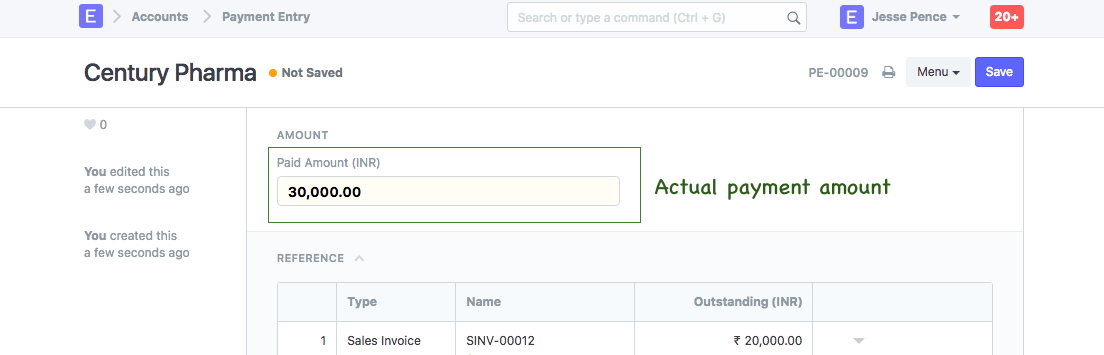 E Accounts Payment Entry Search or type a command (Ctrl + G) E Jesse Pence 20+
Century Pharma Not Saved PE-00009 Menu Save
0
AMOUNT
You edited this
a few seconds ago
Paid Amount (INR)
30,000.00
Actual payment amount
You created this
a few seconds ago
REFERENCE
Type Name Outstanding (INR)
1 Sales Invoice SINV-00012 ₹ 20,000.00